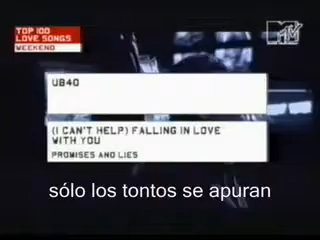 TOP 100
LOVE SONGS
WEEKEND
MTV
UB40
(I CAN'T HELP) FALLING IN LOVE
WITH YOU
PROMISES AND LIES
sólo los tontos se apuran